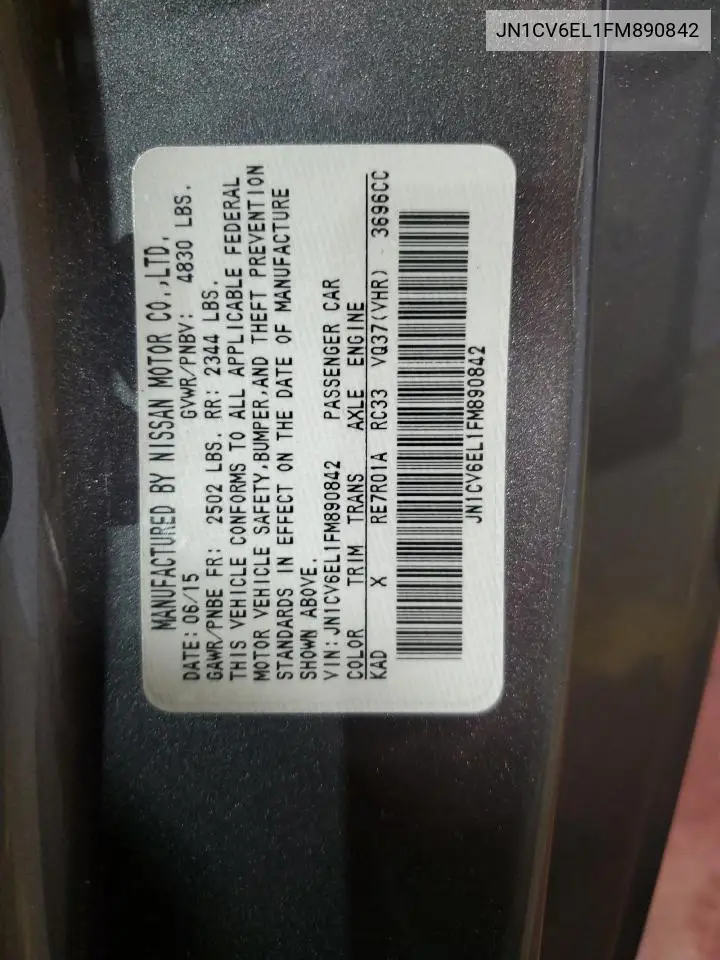 JN1CV6EL1FM890842
MANUFACTURED BY NISSAN MOTOR CO.,LTD.
DATE: 06/15 GVWR/PNBV: 4830 LBS.
GAWR/PNBE FR: 2502 LBS. RR: 2344 LBS.
THIS VEHICLE CONFORMS TO ALL APPLICABLE FEDERAL
MOTOR VEHICLE SAFETY,BUMPER,AND THEFT PREVENTION
STANDARDS IN EFFECT ON THE DATE OF MANUFACTURE
SHOWN ABOVE.
VIN:JN1CV6EL1FM890842 PASSENGER CAR
COLOR TRIM TRANS AXLE ENGINE
KAD X RE7R01A RC33 VQ37(VHR) 3696CC
JN1CV6EL1FM890842